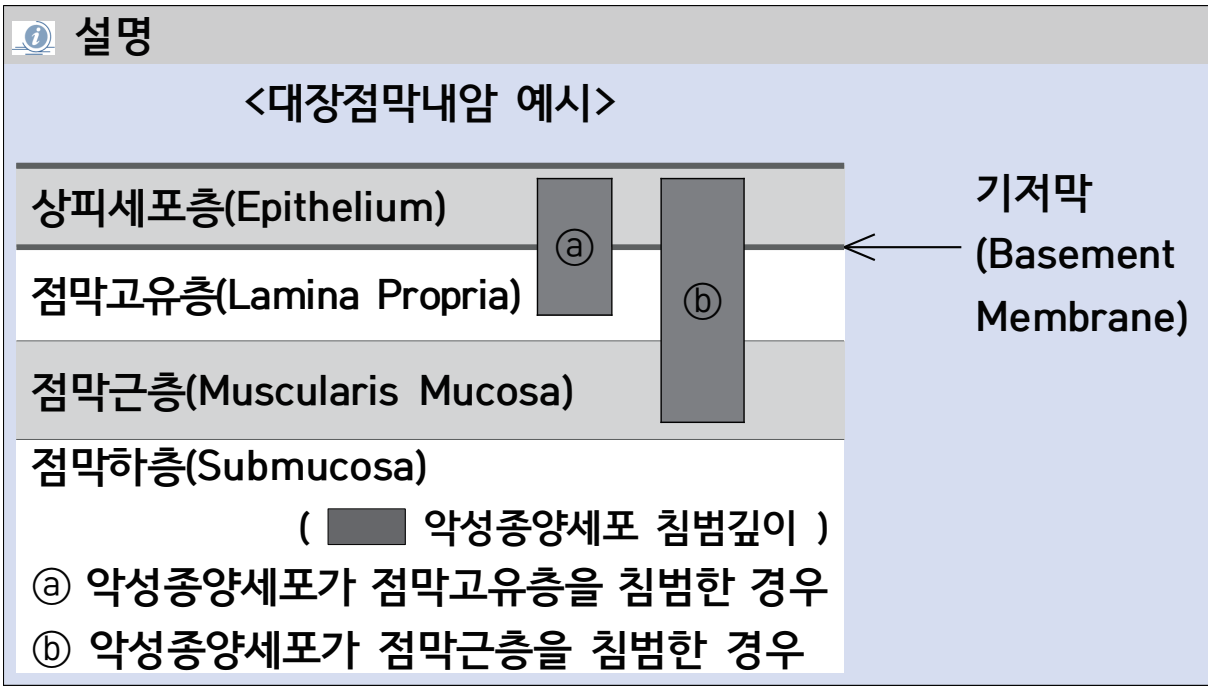 설명
<대장점막내암 예시>
상피세포층(Epithelium)
ⓐ
점막고유층(Lamina Propria)
ⓑ
기저막
(Basement
Membrane)
점막근층(Muscularis Mucosa)
점막하층(Submucosa)
( 악성종양세포 침범깊이 )
ⓐ 악성종양세포가 점막고유층을 침범한 경우
ⓑ 악성종양세포가 점막근층을 침범한 경우